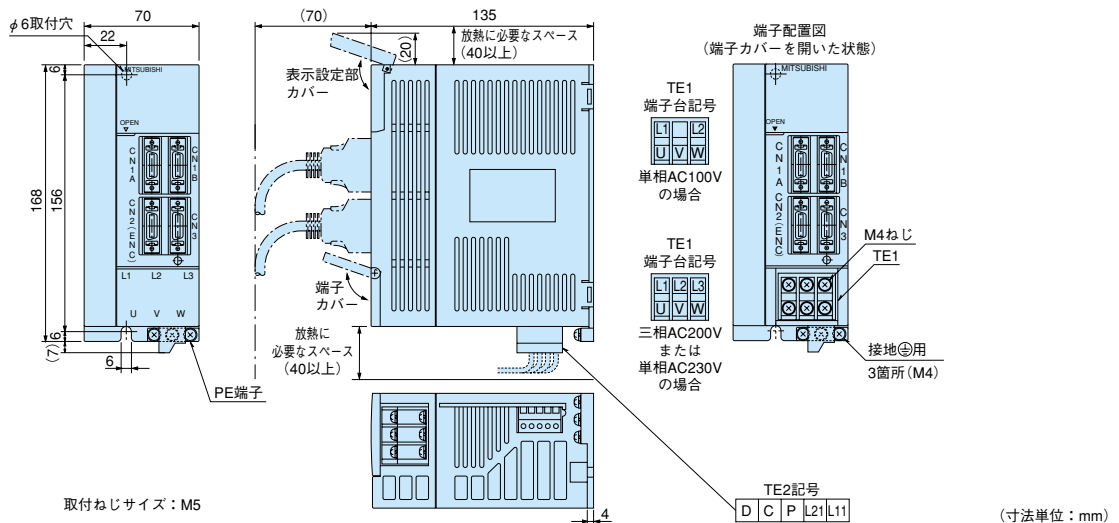 φ6取付穴
70
22
6
168
156
6
(7)
6
MITSUBISHI
OPEN
CN1A
CN1B
CN2(ENC)
CN3
L1 L2 L3
U V W
PE端子
取付ねじサイズ：M5
(70)
135
(20)
放熱に必要なスペース
(40以上)
表示設定部
カバー
端子
カバー
放熱に
必要なスペース
(40以上)
4
TE1
端子台記号
L1 L2
U V W
単相AC100V
の場合
TE1
端子台記号
L1 L2 L3
U V W
三相AC200V
または
単相AC230V
の場合
端子配置図
(端子カバーを開いた状態)
MITSUBISHI
OPEN
CN1A
CN1B
CN2(ENC)
CN3
M4ねじ
TE1
接地用
3箇所(M4)
TE2記号
D C P L21 L11
(寸法単位：mm)